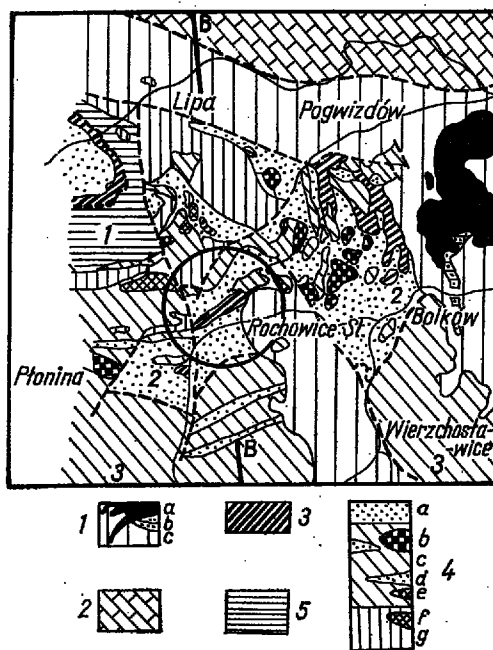 B
Lipa
Pogwizdów
1
2
Rochowice St.
Bolków
Płonina
2
Wierzchosła-
wice
B
3
3
1 a b c
3
4 a b c d e f g
2
5